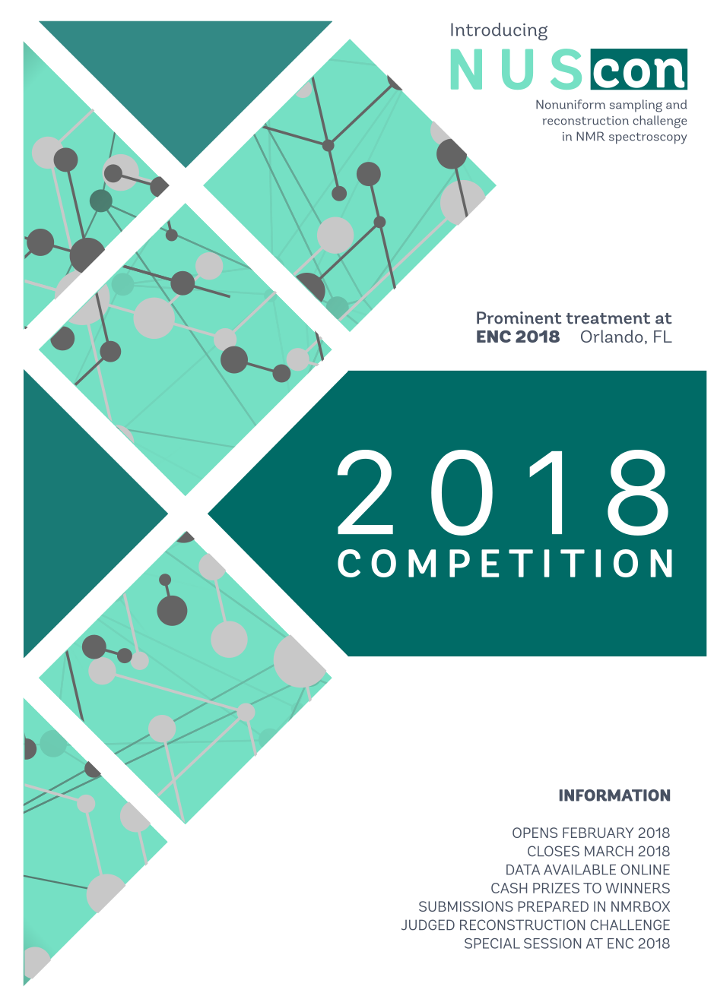 Introducing
NUScon
Nonuniform sampling and
reconstruction challenge
in NMR spectroscopy
Prominent treatment at
ENC 2018 Orlando, FL
2018
COMPETITION
INFORMATION
OPENS FEBRUARY 2018
CLOSES MARCH 2018
DATA AVAILABLE ONLINE
CASH PRIZES TO WINNERS
SUBMISSIONS PREPARED IN NMRBOX
JUDGED RECONSTRUCTION CHALLENGE
SPECIAL SESSION AT ENC 2018